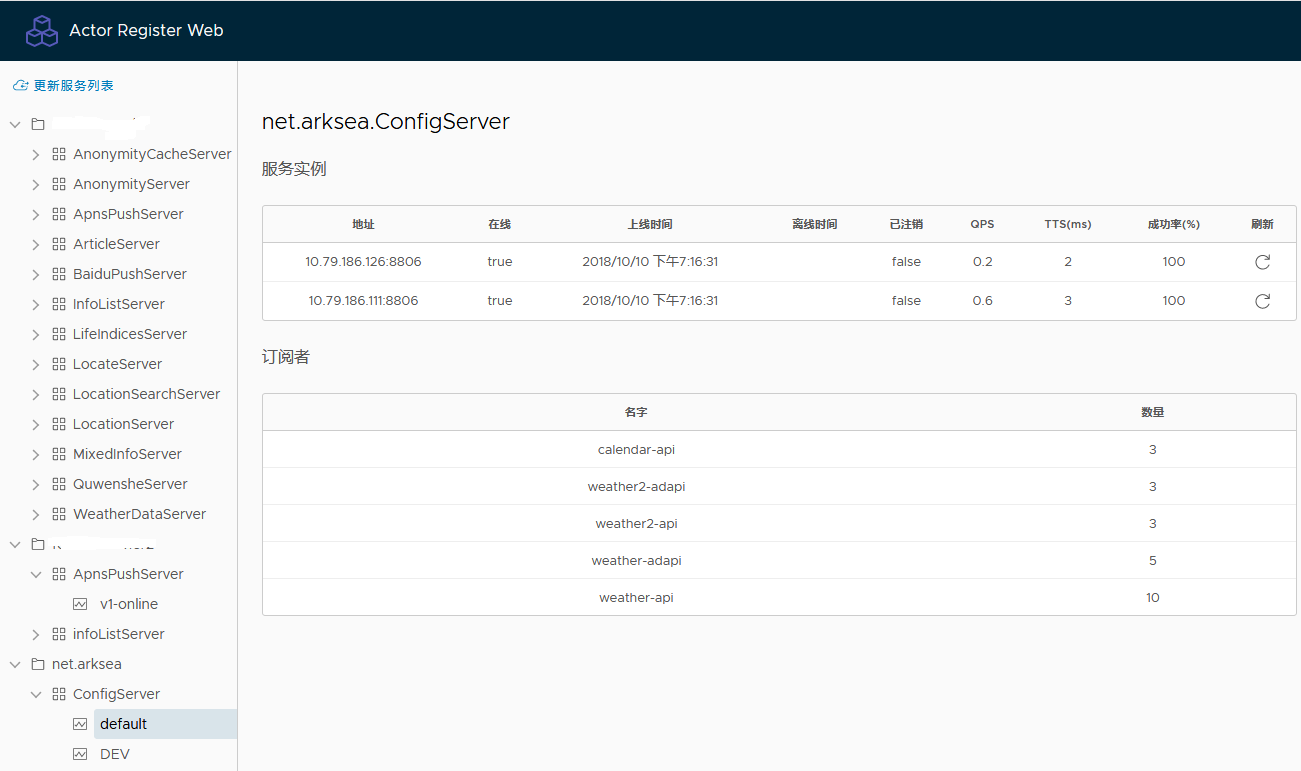 Actor Register Web
更新服务列表
AnonymityCacheServer
AnonymityServer
ApnsPushServer
ArticleServer
BaiduPushServer
InfoListServer
LifeIndicesServer
LocateServer
LocationSearchServer
LocationServer
MixedInfoServer
QuwensheServer
WeatherDataServer
ApnsPushServer
v1-online
infoListServer
net.arksea
ConfigServer
default
DEV
net.arksea.ConfigServer
服务实例
地址 在线 上线时间 离线时间 已注销 QPS TTS(ms) 成功率(%) 刷新
10.79.186.126:8806 true 2018/10/10 下午7:16:31 false 0.2 2 100
10.79.186.111:8806 true 2018/10/10 下午7:16:31 false 0.6 3 100
订阅者
名字 数量
calendar-api 3
weather2-adapi 3
weather2-api 3
weather-adapi 5
weather-api 10